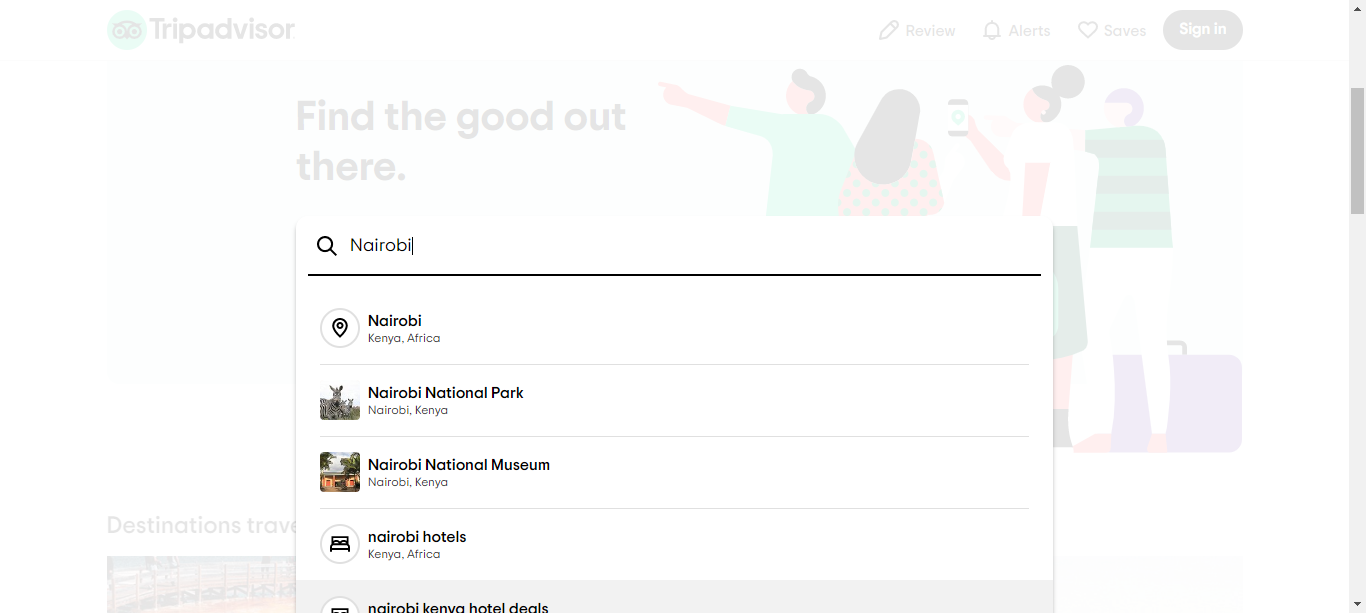 Tripadvisor
Review
Alerts
Saves
Sign in
Find the good out
there.
Nairobi
Nairobi
Kenya, Africa
Nairobi National Park
Nairobi, Kenya
Nairobi National Museum
Nairobi, Kenya
nairobi hotels
Kenya, Africa
nairobi kenya hotel deals
Destinations trave